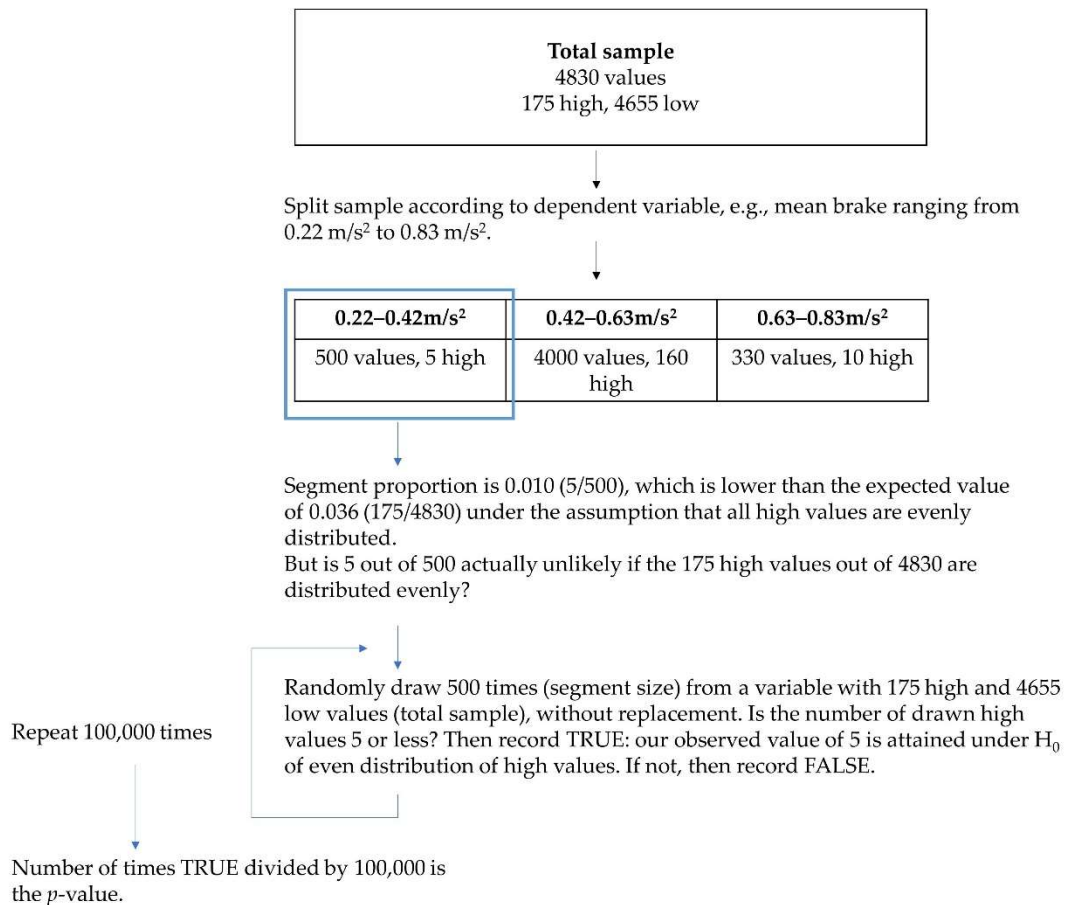 Total sample
4830 values
175 high, 4655 low
Split sample according to dependent variable, e.g., mean brake ranging from
0.22 m/s² to 0.83 m/s².
0.22–0.42m/s² 0.42–0.63m/s² 0.63–0.83m/s²
500 values, 5 high 4000 values, 160 330 values, 10 high
high
Segment proportion is 0.010 (5/500), which is lower than the expected value
of 0.036 (175/4830) under the assumption that all high values are evenly
distributed.
But is 5 out of 500 actually unlikely if the 175 high values out of 4830 are
distributed evenly?
Randomly draw 500 times (segment size) from a variable with 175 high and 4655
low values (total sample), without replacement. Is the number of drawn high
values 5 or less? Then record TRUE: our observed value of 5 is attained under H₀
of even distribution of high values. If not, then record FALSE.
Repeat 100,000 times
Number of times TRUE divided by 100,000 is
the p-value.